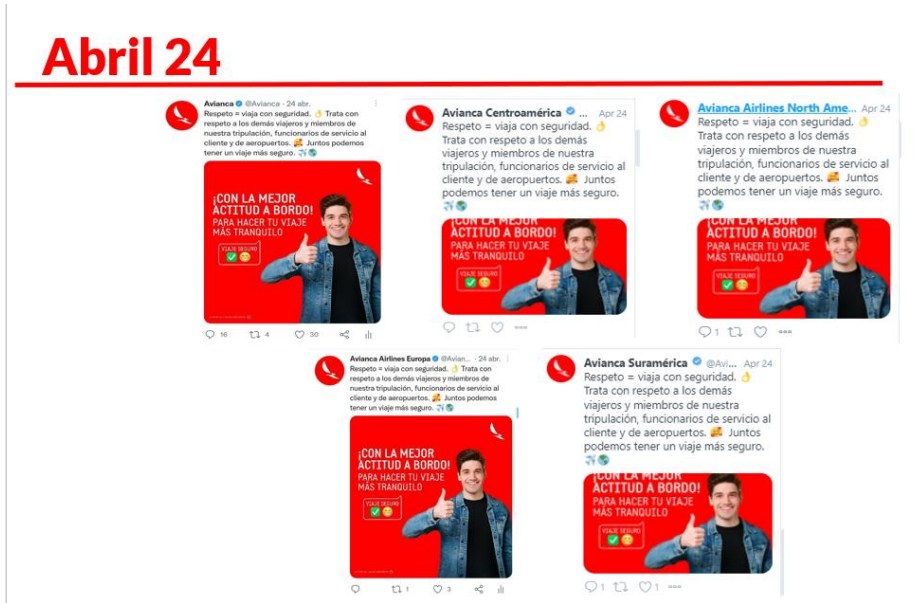 Abril 24
Avianca @Avianca · 24 abr.
Respeto = viaja con seguridad. 👌 Trata con
respeto a los demás viajeros y miembros de
nuestra tripulación, funcionarios de servicio al
cliente y de aeropuertos. 🥰 Juntos podemos
tener un viaje más seguro. ✈️🌎
¡CON LA MEJOR
ACTITUD A BORDO!
PARA HACER TU VIAJE
MÁS TRANQUILO
VIAJE SEGURO
✅😊
16 4 30
Avianca Centroamérica ... Apr 24
Respeto = viaja con seguridad. 👌
Trata con respeto a los demás
viajeros y miembros de nuestra
tripulación, funcionarios de servicio al
cliente y de aeropuertos. 🥰 Juntos
podemos tener un viaje más seguro.
✈️🌎
¡CON LA MEJOR
ACTITUD A BORDO!
PARA HACER TU VIAJE
MÁS TRANQUILO
VIAJE SEGURO
✅😊
Avianca Airlines North Ame... Apr 24
Respeto = viaja con seguridad. 👌
Trata con respeto a los demás
viajeros y miembros de nuestra
tripulación, funcionarios de servicio al
cliente y de aeropuertos. 🥰 Juntos
podemos tener un viaje más seguro.
✈️🌎
¡CON LA MEJOR
ACTITUD A BORDO!
PARA HACER TU VIAJE
MÁS TRANQUILO
VIAJE SEGURO
✅😊
1
Avianca Airlines Europa @Avian... · 24 abr.
Respeto = viaja con seguridad. 👌 Trata con
respeto a los demás viajeros y miembros de
nuestra tripulación, funcionarios de servicio al
cliente y de aeropuertos. 🥰 Juntos podemos
tener un viaje más seguro. ✈️🌎
¡CON LA MEJOR
ACTITUD A BORDO!
PARA HACER TU VIAJE
MÁS TRANQUILO
VIAJE SEGURO
✅😊
1 3
Avianca Suramérica @Avi... Apr 24
Respeto = viaja con seguridad. 👌
Trata con respeto a los demás
viajeros y miembros de nuestra
tripulación, funcionarios de servicio al
cliente y de aeropuertos. 🥰 Juntos
podemos tener un viaje más seguro.
✈️🌎
¡CON LA MEJOR
ACTITUD A BORDO!
PARA HACER TU VIAJE
MÁS TRANQUILO
VIAJE SEGURO
✅😊
1 1